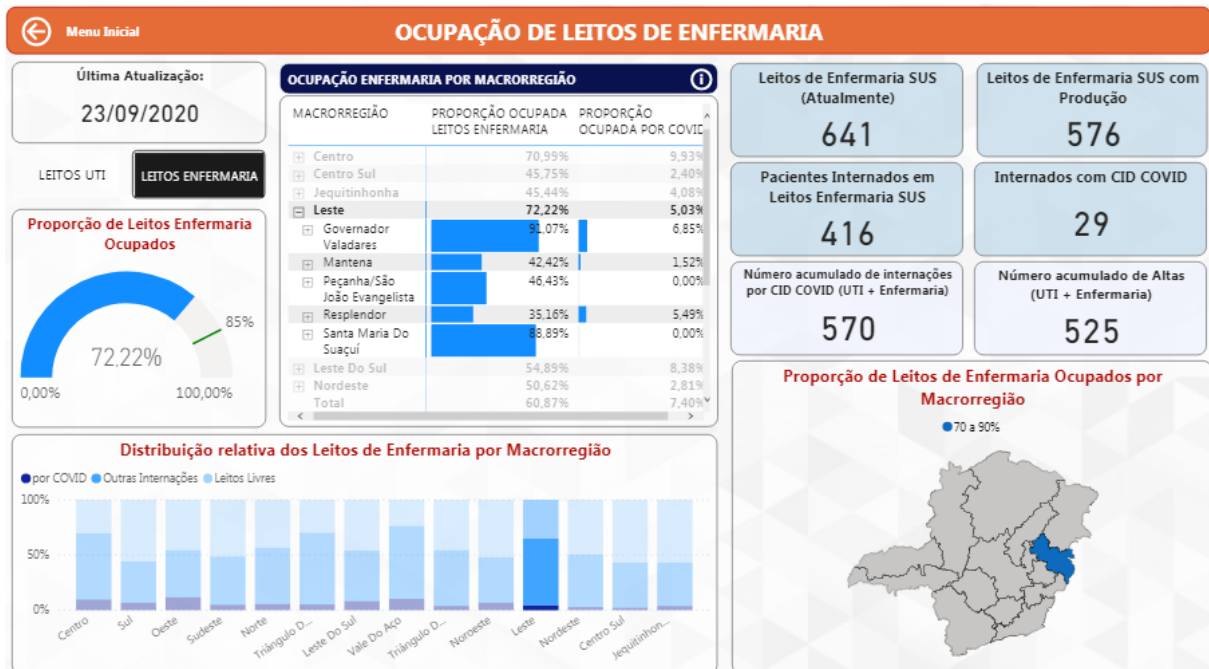 Menu Inicial
OCUPAÇÃO DE LEITOS DE ENFERMARIA
Última Atualização:
23/09/2020
LEITOS UTI
LEITOS ENFERMARIA
Proporção de Leitos Enfermaria
Ocupados
85%
72,22%
0,00%
100,00%
OCUPAÇÃO ENFERMARIA POR MACRORREGIÃO
MACRORREGIÃO PROPORÇÃO OCUPADA PROPORÇÃO
LEITOS ENFERMARIA OCUPADA POR COVID
Centro 70,99% 9,93%
Centro Sul 45,75% 2,40%
Jequitinhonha 45,44% 4,08%
Leste 72,22% 5,03%
Governador 91,07% 6,85%
Valadares
Mantena 42,42% 1,52%
Peçanha/São 46,43% 0,00%
João Evangelista
Resplendor 35,16% 5,49%
Santa Maria Do 88,89% 0,00%
Suaçuí
Leste Do Sul 54,89% 8,38%
Nordeste 50,62% 2,81%
Total 60,87% 7,40%
Leitos de Enfermaria SUS
(Atualmente)
641
Leitos de Enfermaria SUS com
Produção
576
Pacientes Internados em
Leitos Enfermaria SUS
416
Internados com CID COVID
29
Número acumulado de internações
por CID COVID (UTI + Enfermaria)
570
Número acumulado de Altas
(UTI + Enfermaria)
525
Distribuição relativa dos Leitos de Enfermaria por Macrorregião
por COVID Outras Internações Leitos Livres
100%
50%
0%
Centro
Sul
Oeste
Sudeste
Norte
Triângulo D...
Leste Do Sul
Vale Do Aço
Triângulo D...
Noroeste
Leste
Nordeste
Centro Sul
Jequitinhon...
Proporção de Leitos de Enfermaria Ocupados por
Macrorregião
70 a 90%